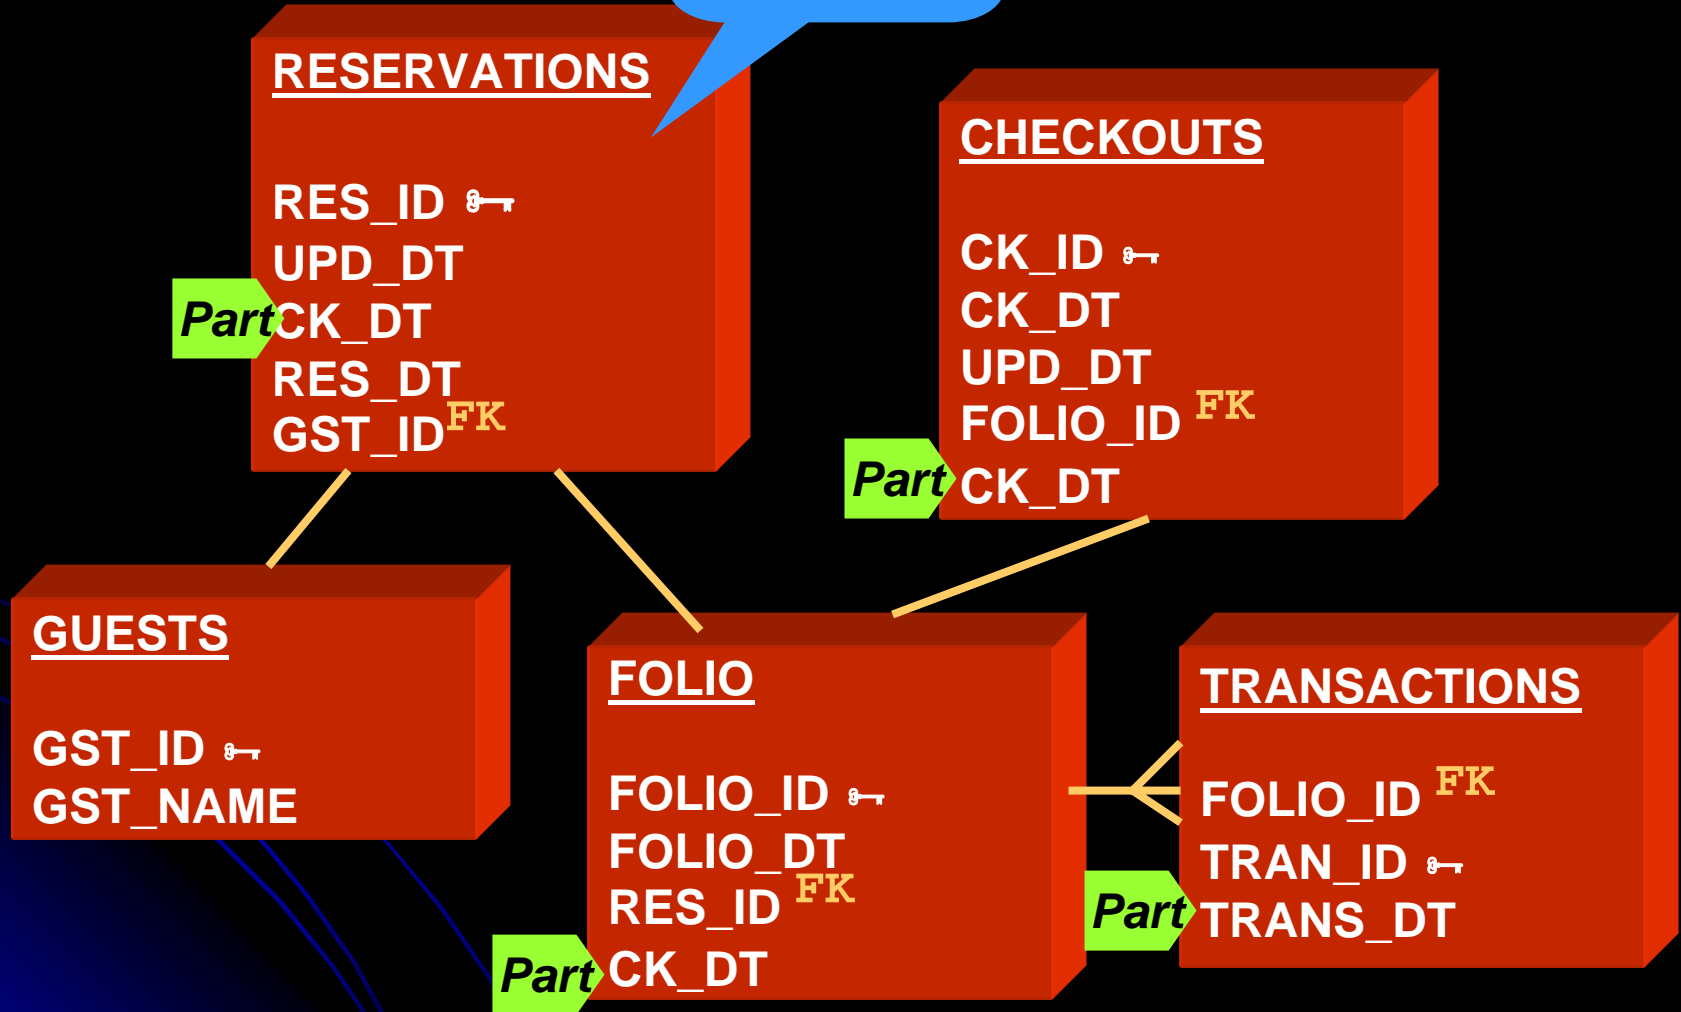 RESERVATIONS
RES_ID
UPD_DT
Part CK_DT
RES_DT
GST_ID FK
CHECKOUTS
CK_ID
CK_DT
UPD_DT
FOLIO_ID FK
Part CK_DT
GUESTS
GST_ID
GST_NAME
FOLIO
FOLIO_ID
FOLIO_DT
RES_ID FK
Part CK_DT
TRANSACTIONS
FOLIO_ID FK
TRAN_ID
Part TRANS_DT